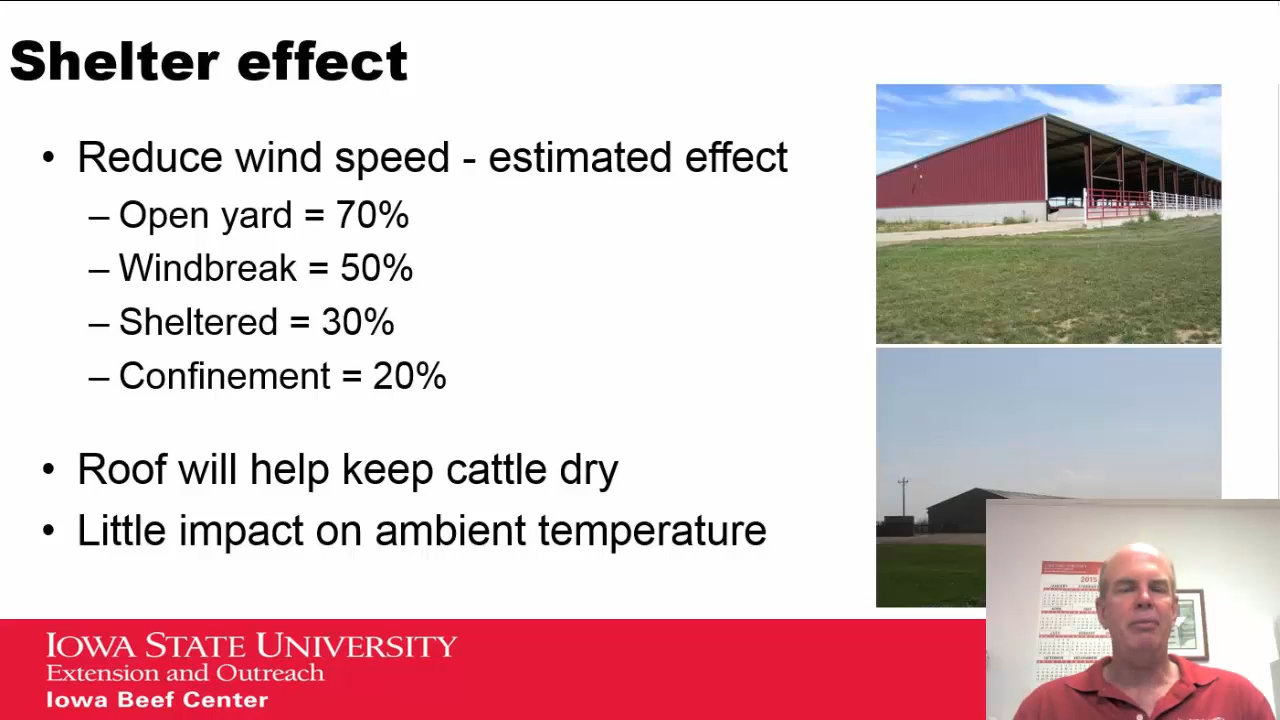 Shelter effect
• Reduce wind speed - estimated effect
– Open yard = 70%
– Windbreak = 50%
– Sheltered = 30%
– Confinement = 20%
• Roof will help keep cattle dry
• Little impact on ambient temperature
2015
IOWA STATE UNIVERSITY
Extension and Outreach
Iowa Beef Center